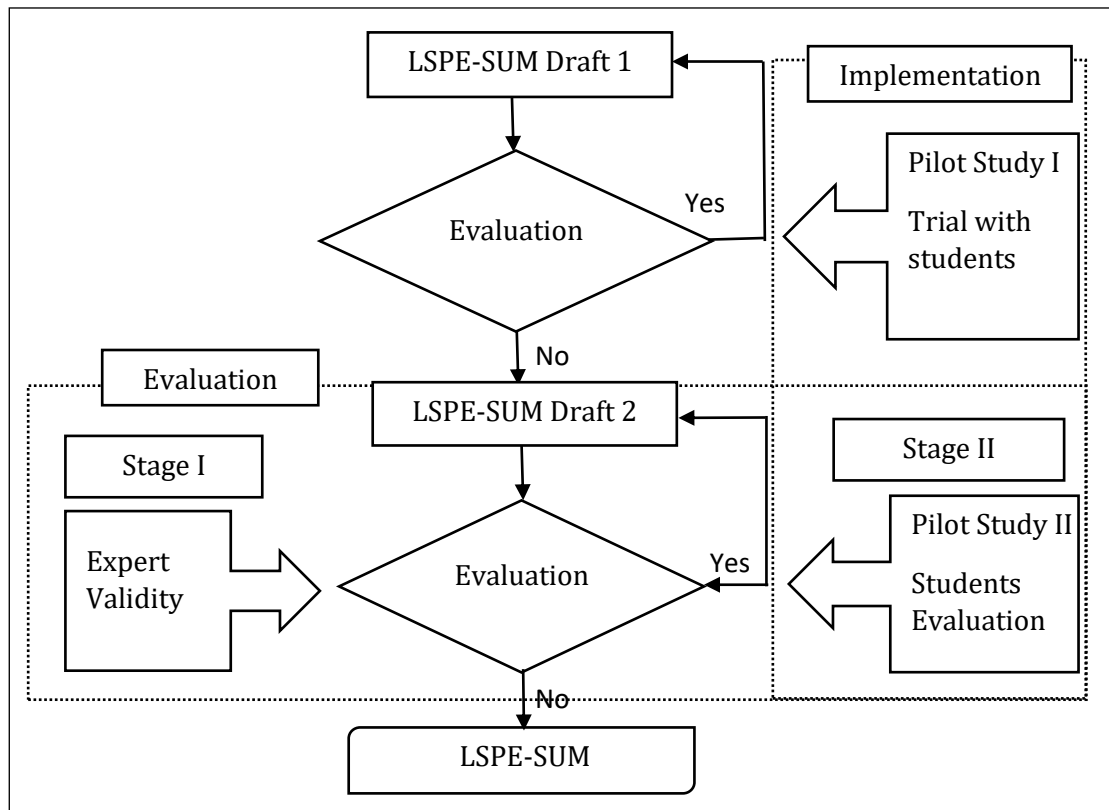 LSPE-SUM Draft 1
Implementation
Pilot Study I
Trial with
students
Yes
Evaluation
No
Evaluation
LSPE-SUM Draft 2
Stage I
Stage II
Expert
Validity
Evaluation
Yes
Pilot Study II
Students
Evaluation
No
LSPE-SUM